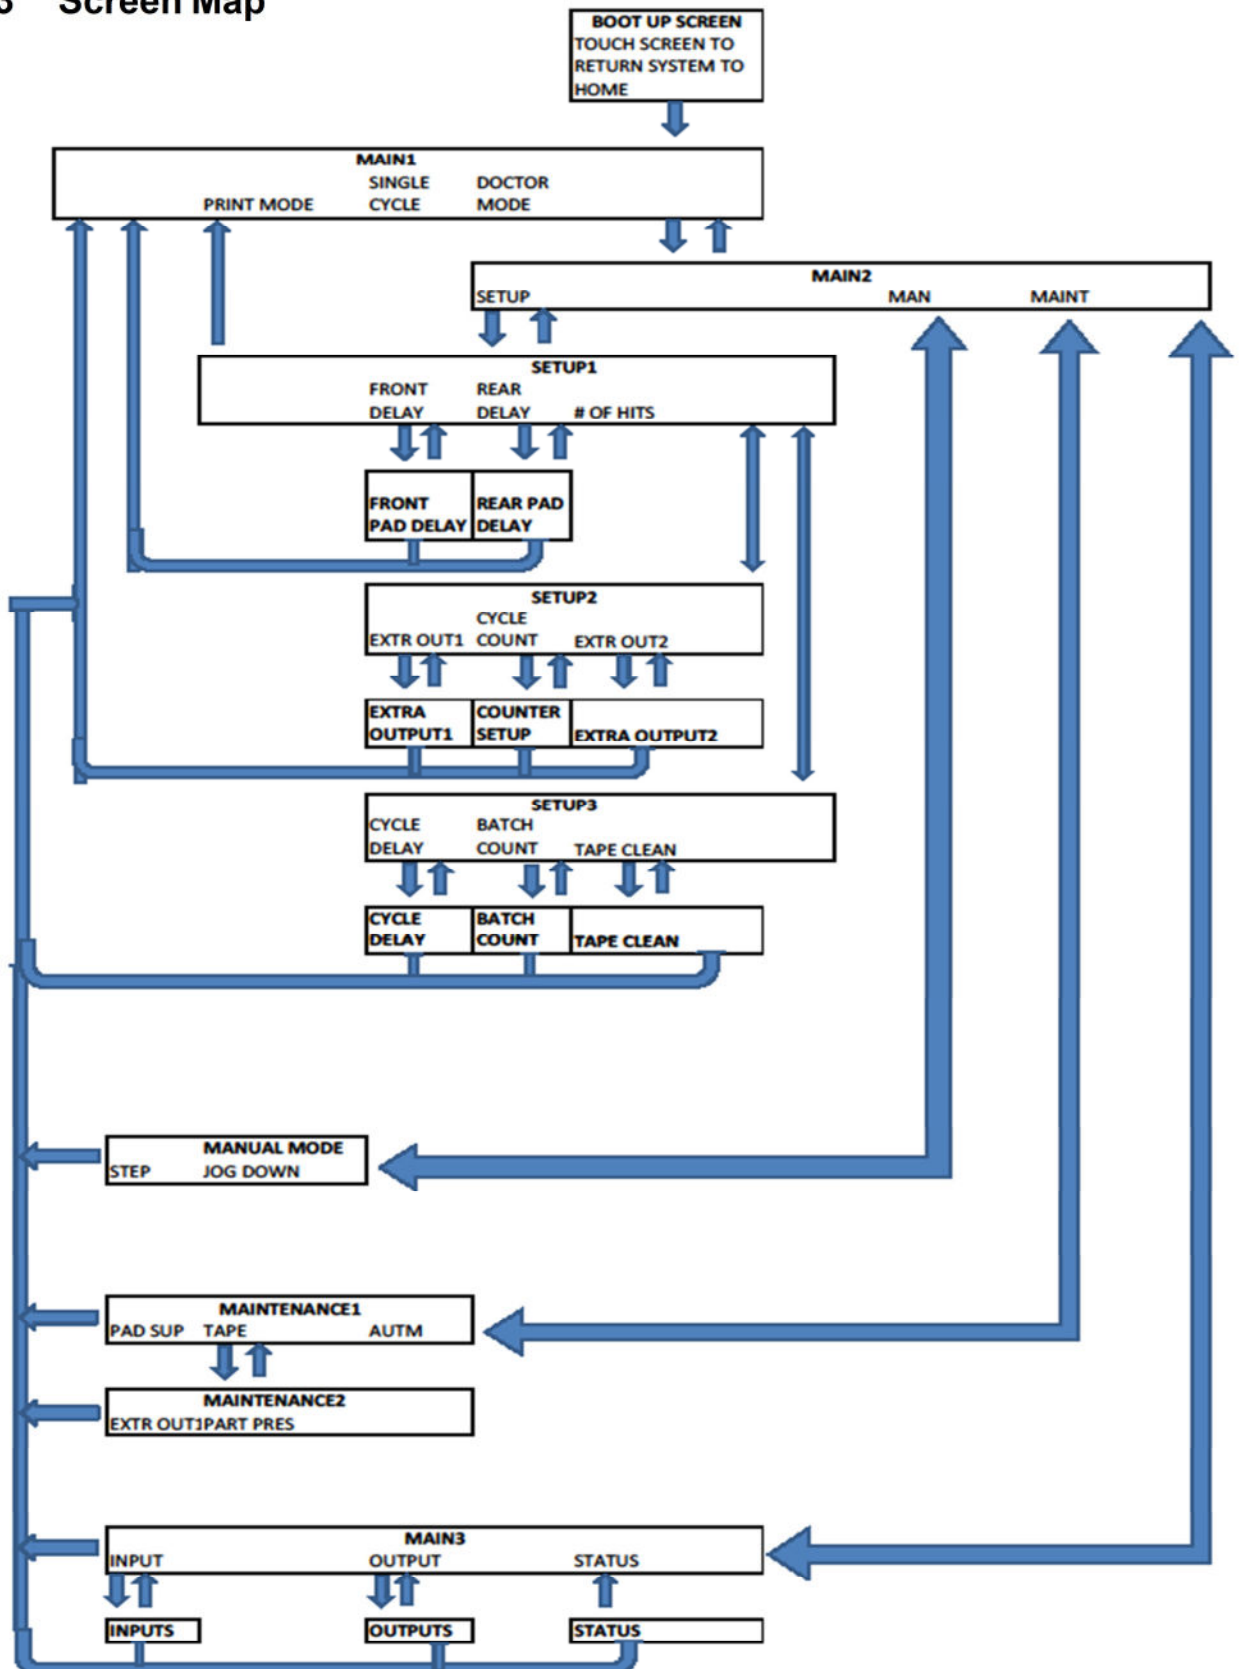 3 Screen Map
BOOT UP SCREEN
TOUCH SCREEN TO
RETURN SYSTEM TO
HOME
MAIN1
SINGLE DOCTOR
PRINT MODE CYCLE MODE
MAIN2
SETUP MAN MAINT
SETUP1
FRONT REAR
DELAY DELAY # OF HITS
FRONT REAR PAD
PAD DELAY DELAY
SETUP2
CYCLE
EXTR OUT1 COUNT EXTR OUT2
EXTRA COUNTER
OUTPUT1 SETUP EXTRA OUTPUT2
SETUP3
CYCLE BATCH
DELAY COUNT TAPE CLEAN
CYCLE BATCH
DELAY COUNT TAPE CLEAN
MANUAL MODE
STEP JOG DOWN
MAINTENANCE1
PAD SUP TAPE AUTM
MAINTENANCE2
EXTR OUT1 PART PRES
MAIN3
INPUT OUTPUT STATUS
INPUTS OUTPUTS STATUS